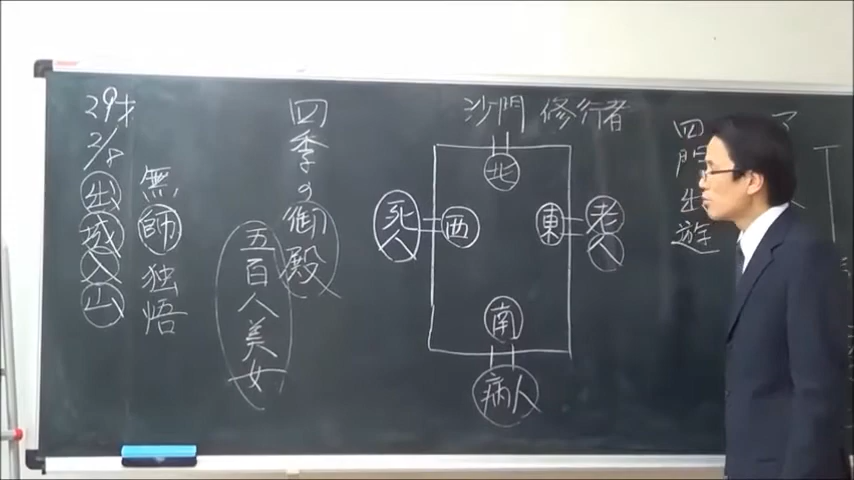 四門出遊
沙門 修行者
北
西
東
南
死人
老人
病人
四季の御殿
五百人美女
無師独悟
29才
2/8
出城入山